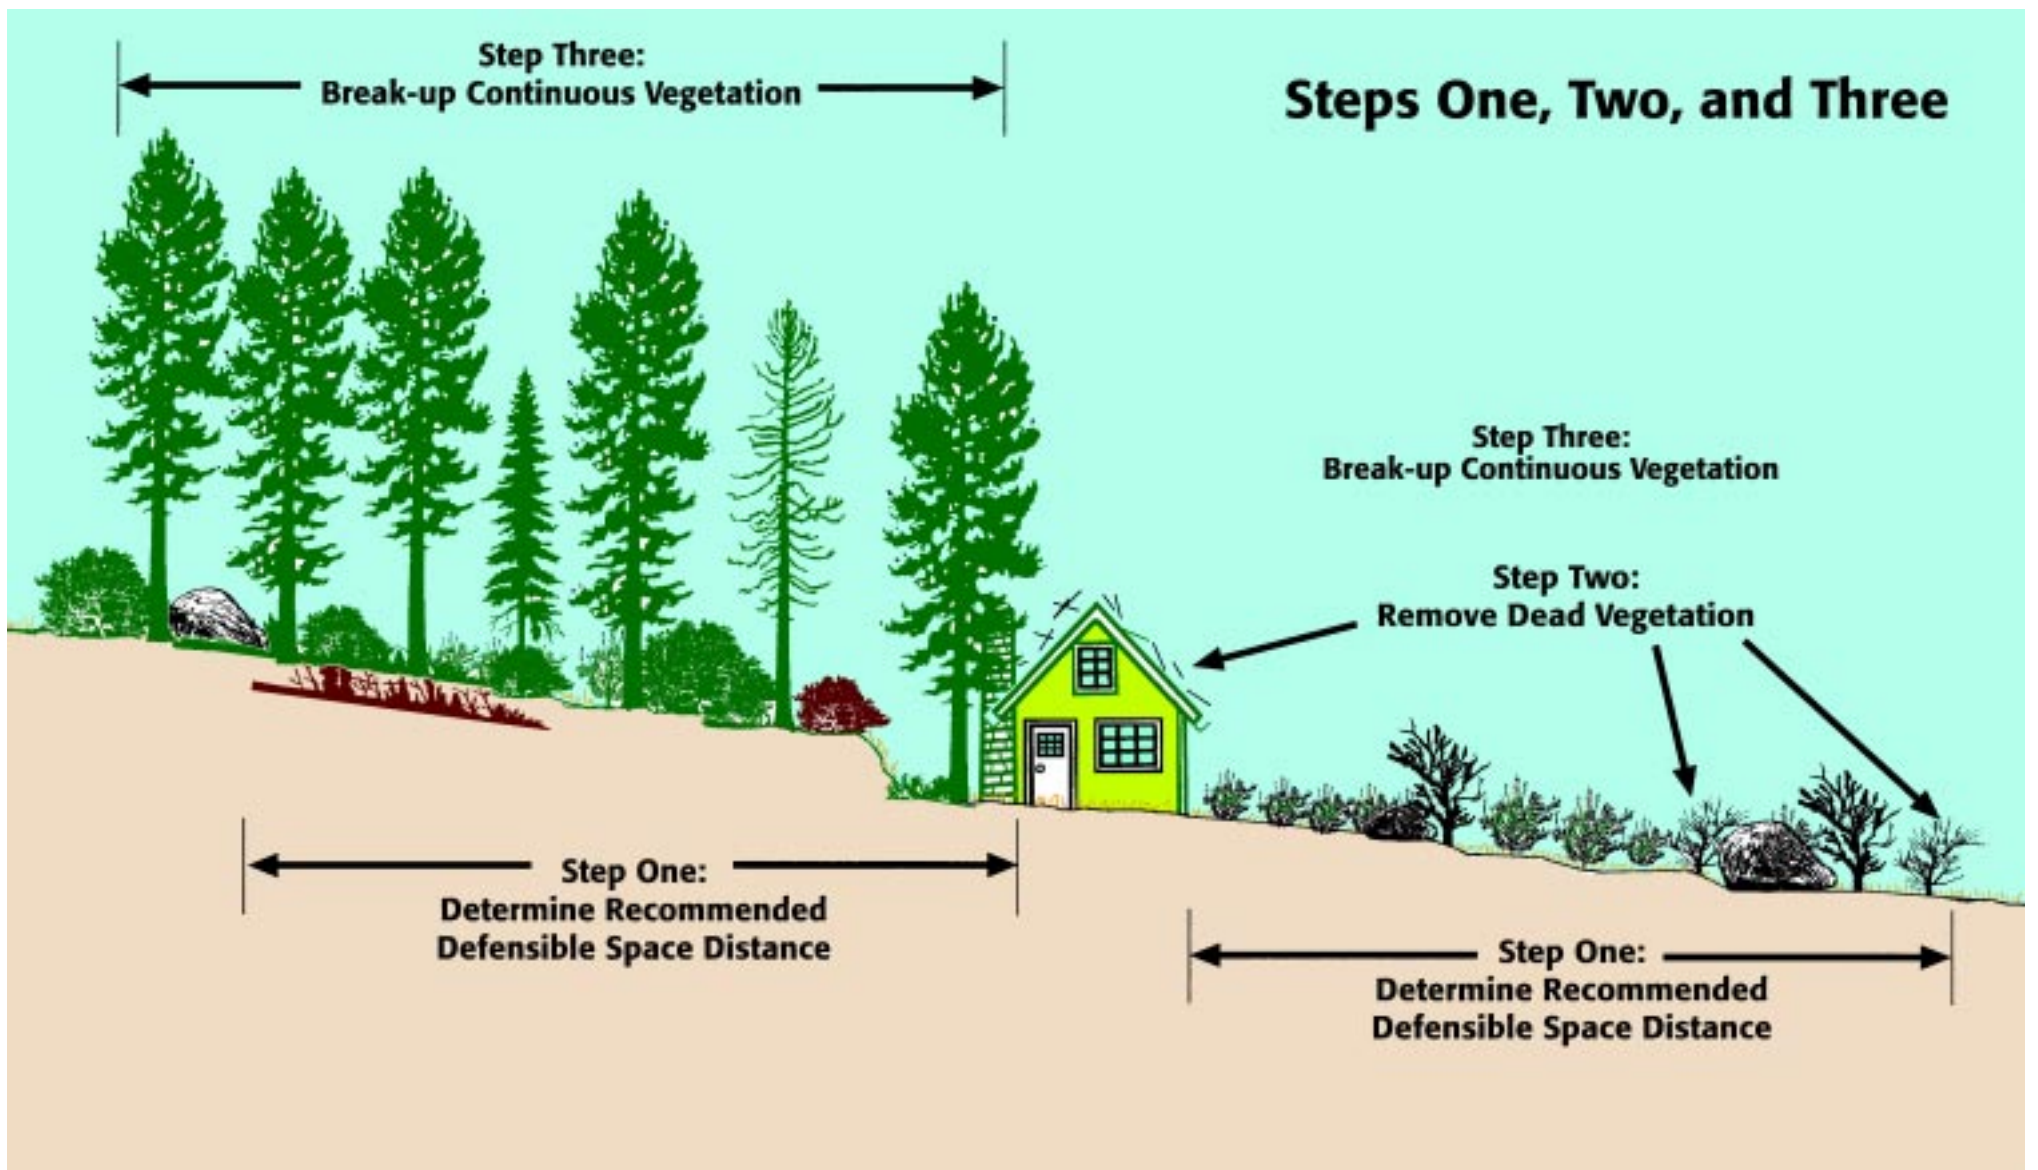 Step Three:
Break-up Continuous Vegetation
Steps One, Two, and Three
Step Three:
Break-up Continuous Vegetation
Step Two:
Remove Dead Vegetation
Step One:
Determine Recommended
Defensible Space Distance
Step One:
Determine Recommended
Defensible Space Distance